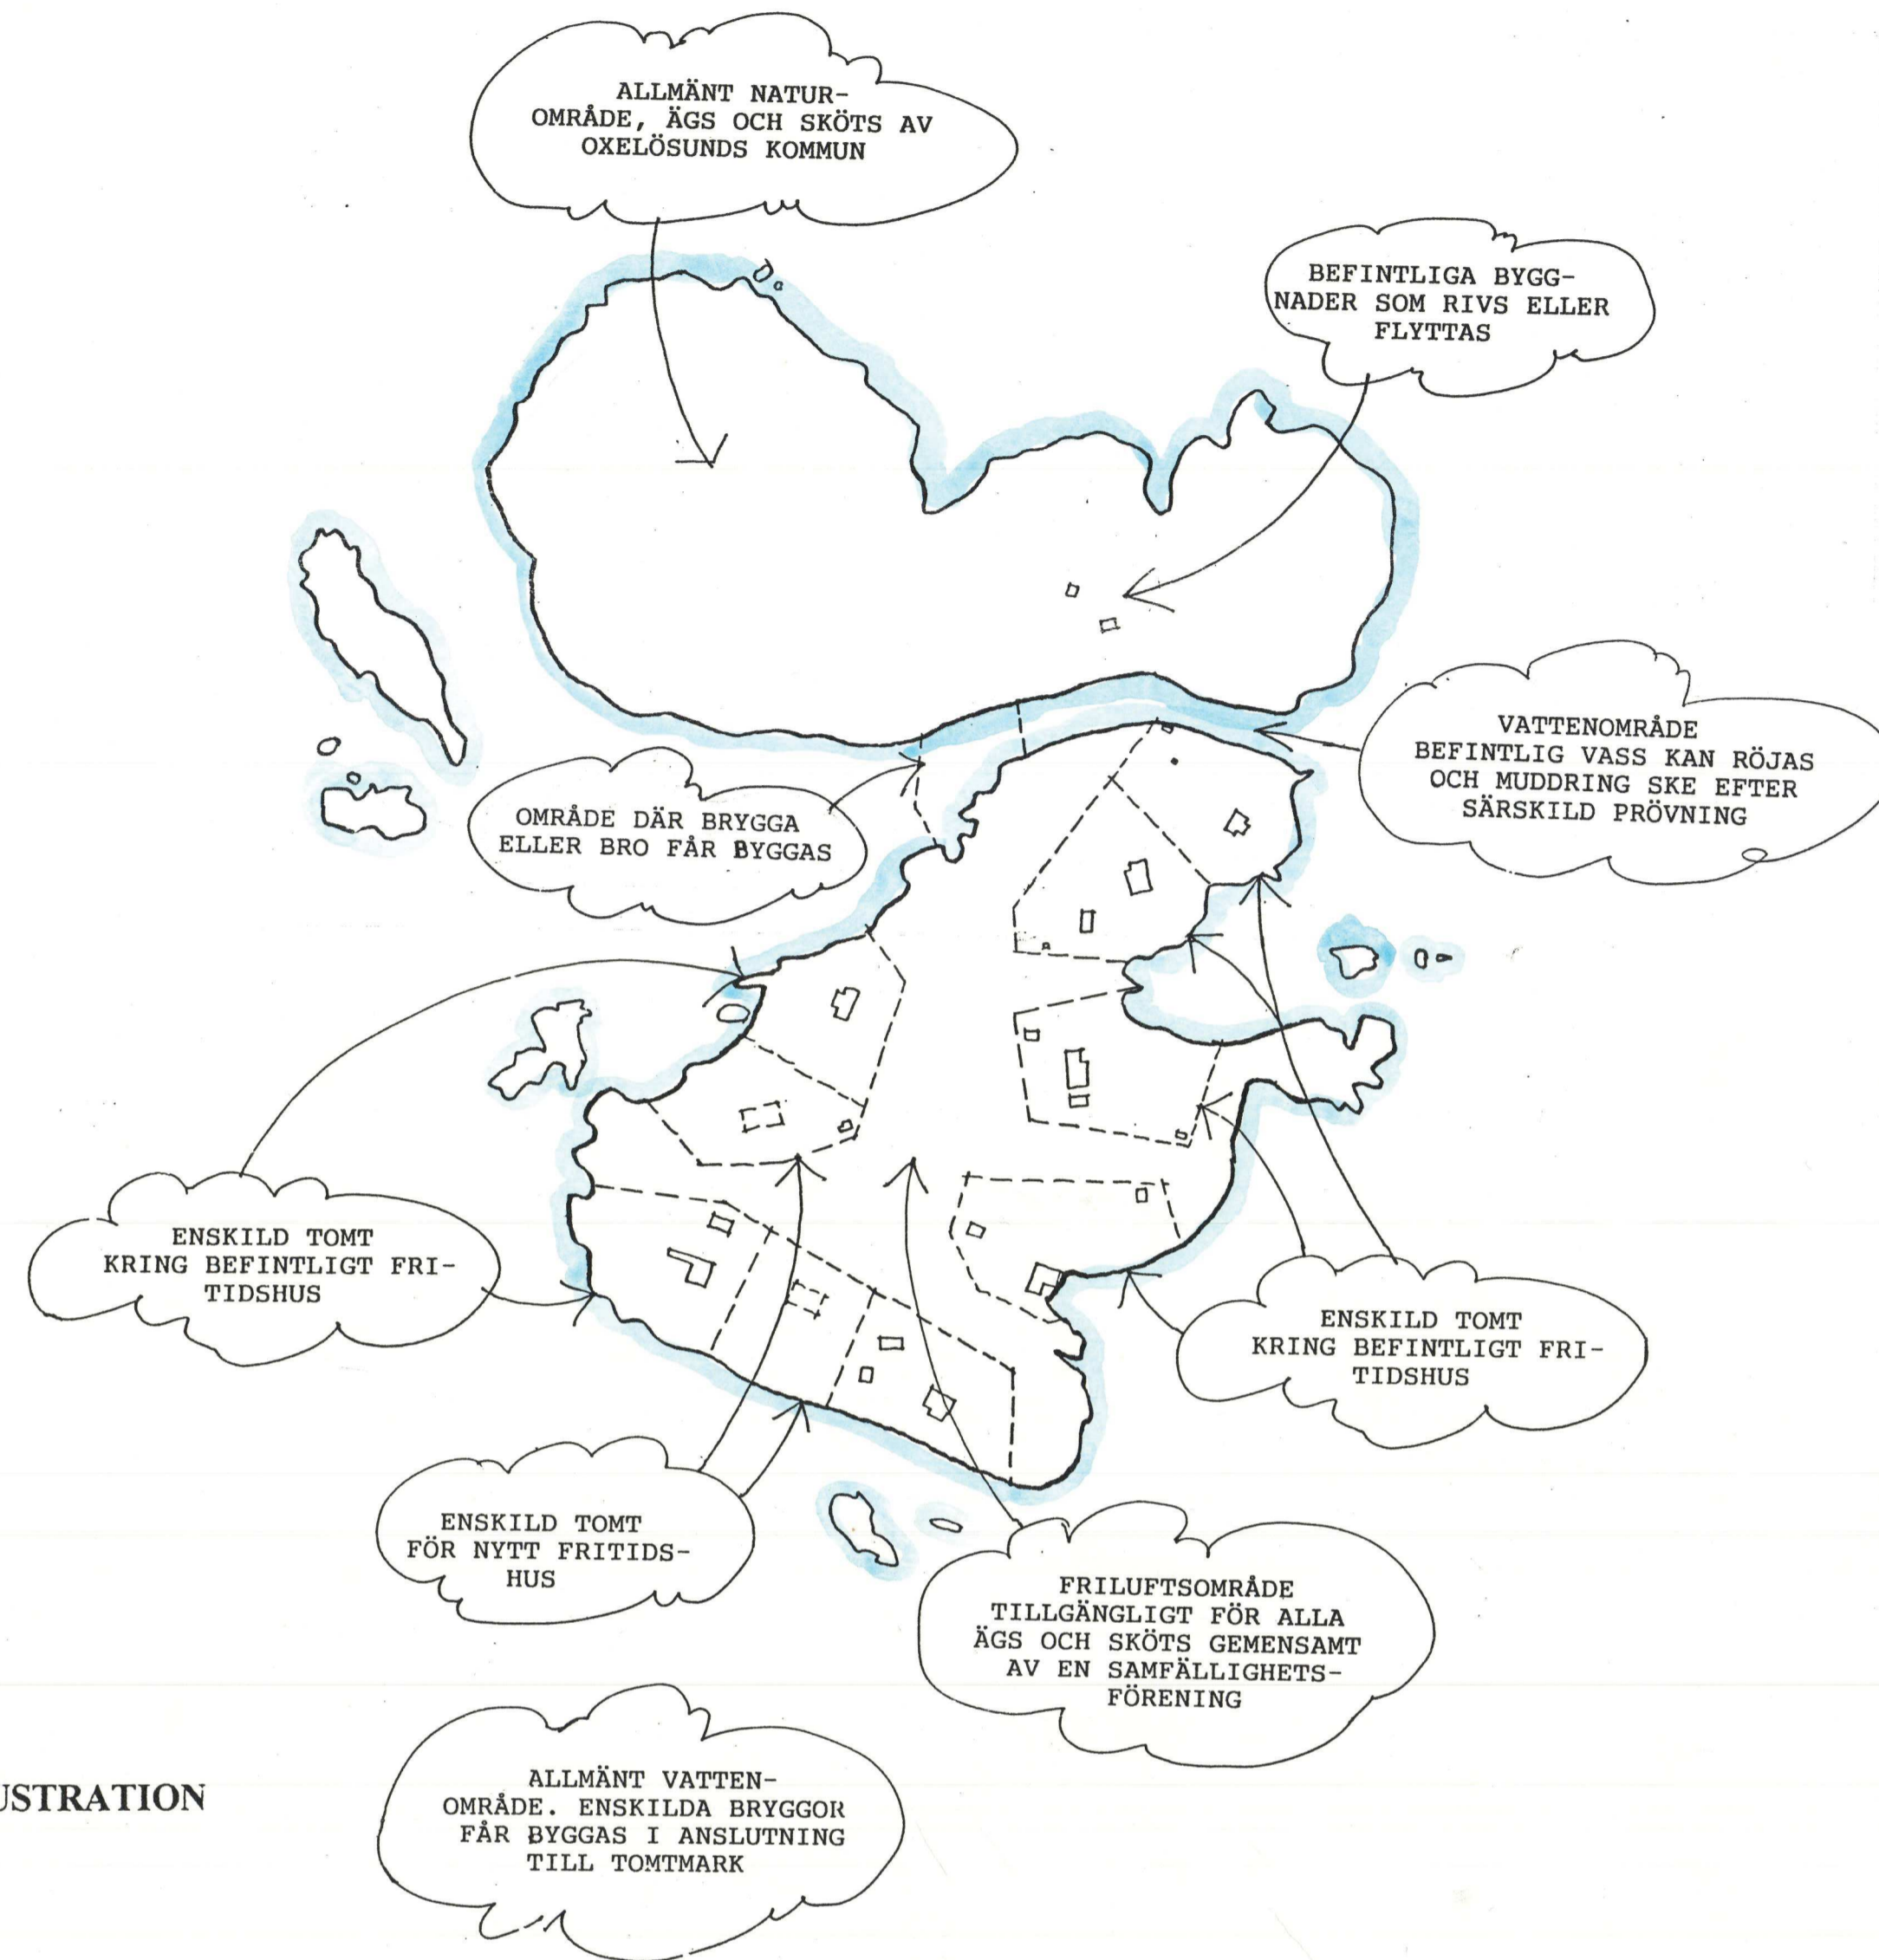 ALLMÄNT NATUR-
OMRÅDE, ÄGS OCH SKÖTS AV
OXELÖSUNDS KOMMUN
BEFINTLIGA BYGG-
NADER SOM RIVS ELLER
FLYTTAS
VATTENOMRÅDE
BEFINTLIG VASS KAN RÖJAS
OCH MUDDRING SKE EFTER
SÄRSKILD PRÖVNING
OMRÅDE DÄR BRYGGA
ELLER BRO FÅR BYGGAS
ENSKILD TOMT
KRING BEFINTLIGT FRI-
TIDSHUS
ENSKILD TOMT
KRING BEFINTLIGT FRI-
TIDSHUS
ENSKILD TOMT
FÖR NYTT FRITIDS-
HUS
FRILUFTSOMRÅDE
TILLGÄNGLIGT FÖR ALLA
ÄGS OCH SKÖTS GEMENSAMT
AV EN SAMFÄLLIGHETS-
FÖRENING
USTRATION
ALLMÄNT VATTEN-
OMRÅDE. ENSKILDA BRYGGOR
FÅR BYGGAS I ANSLUTNING
TILL TOMTMARK